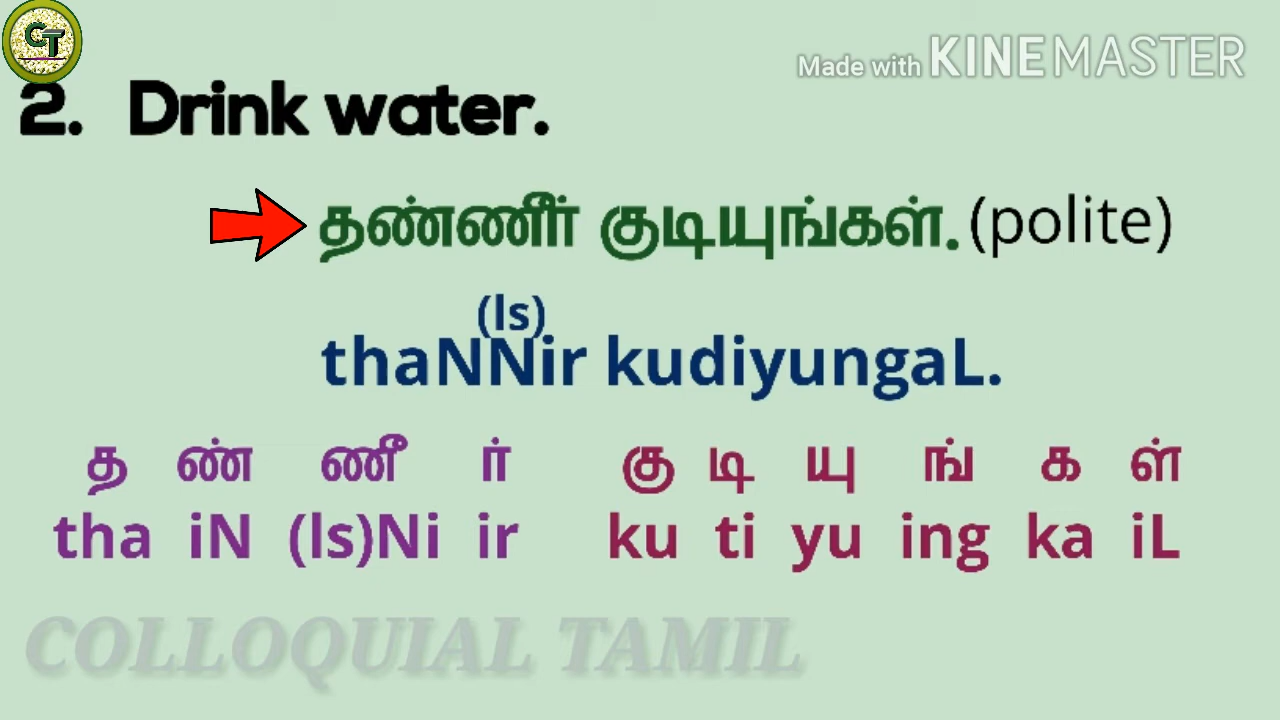 CT
Made with KINEMASTER
2. Drink water.
தண்ணீர் குடியுங்கள். (polite)
(ls)
thaNNir kudiyungaL.
த ண் ணீ ர் கு டி யு ங் க ள்
tha iN (ls)Ni ir ku ti yu ing ka iL
COLLOQUIAL TAMIL